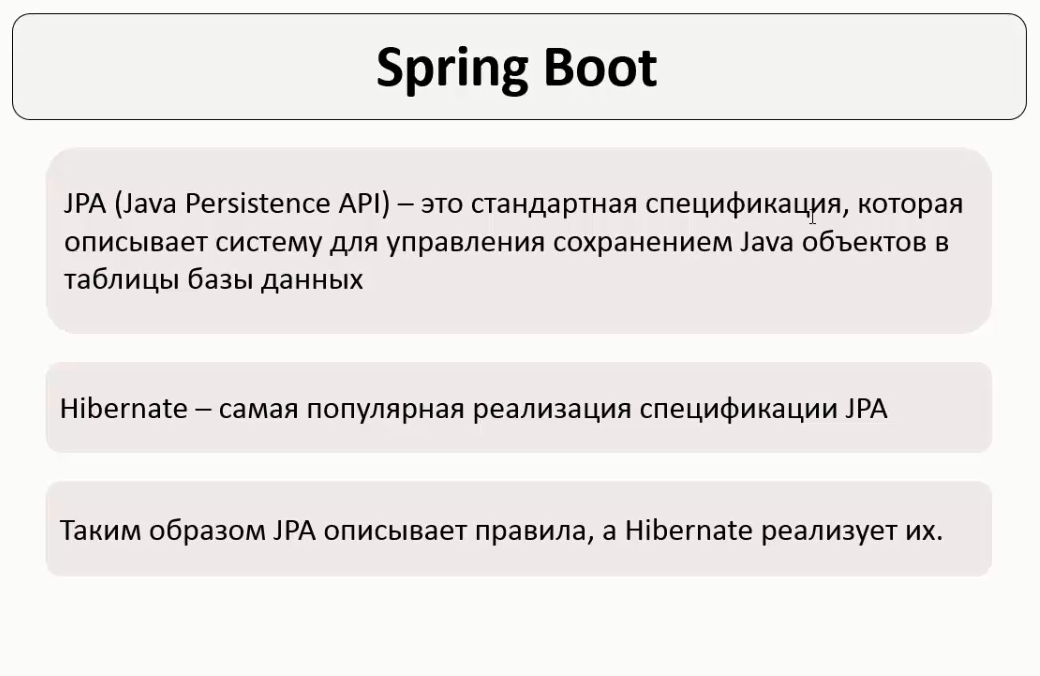 Spring Boot
JPA (Java Persistence API) – это стандартная спецификация, которая
описывает систему для управления сохранением Java объектов в
таблицы базы данных
Hibernate – самая популярная реализация спецификации JPA
Таким образом JPA описывает правила, а Hibernate реализует их.